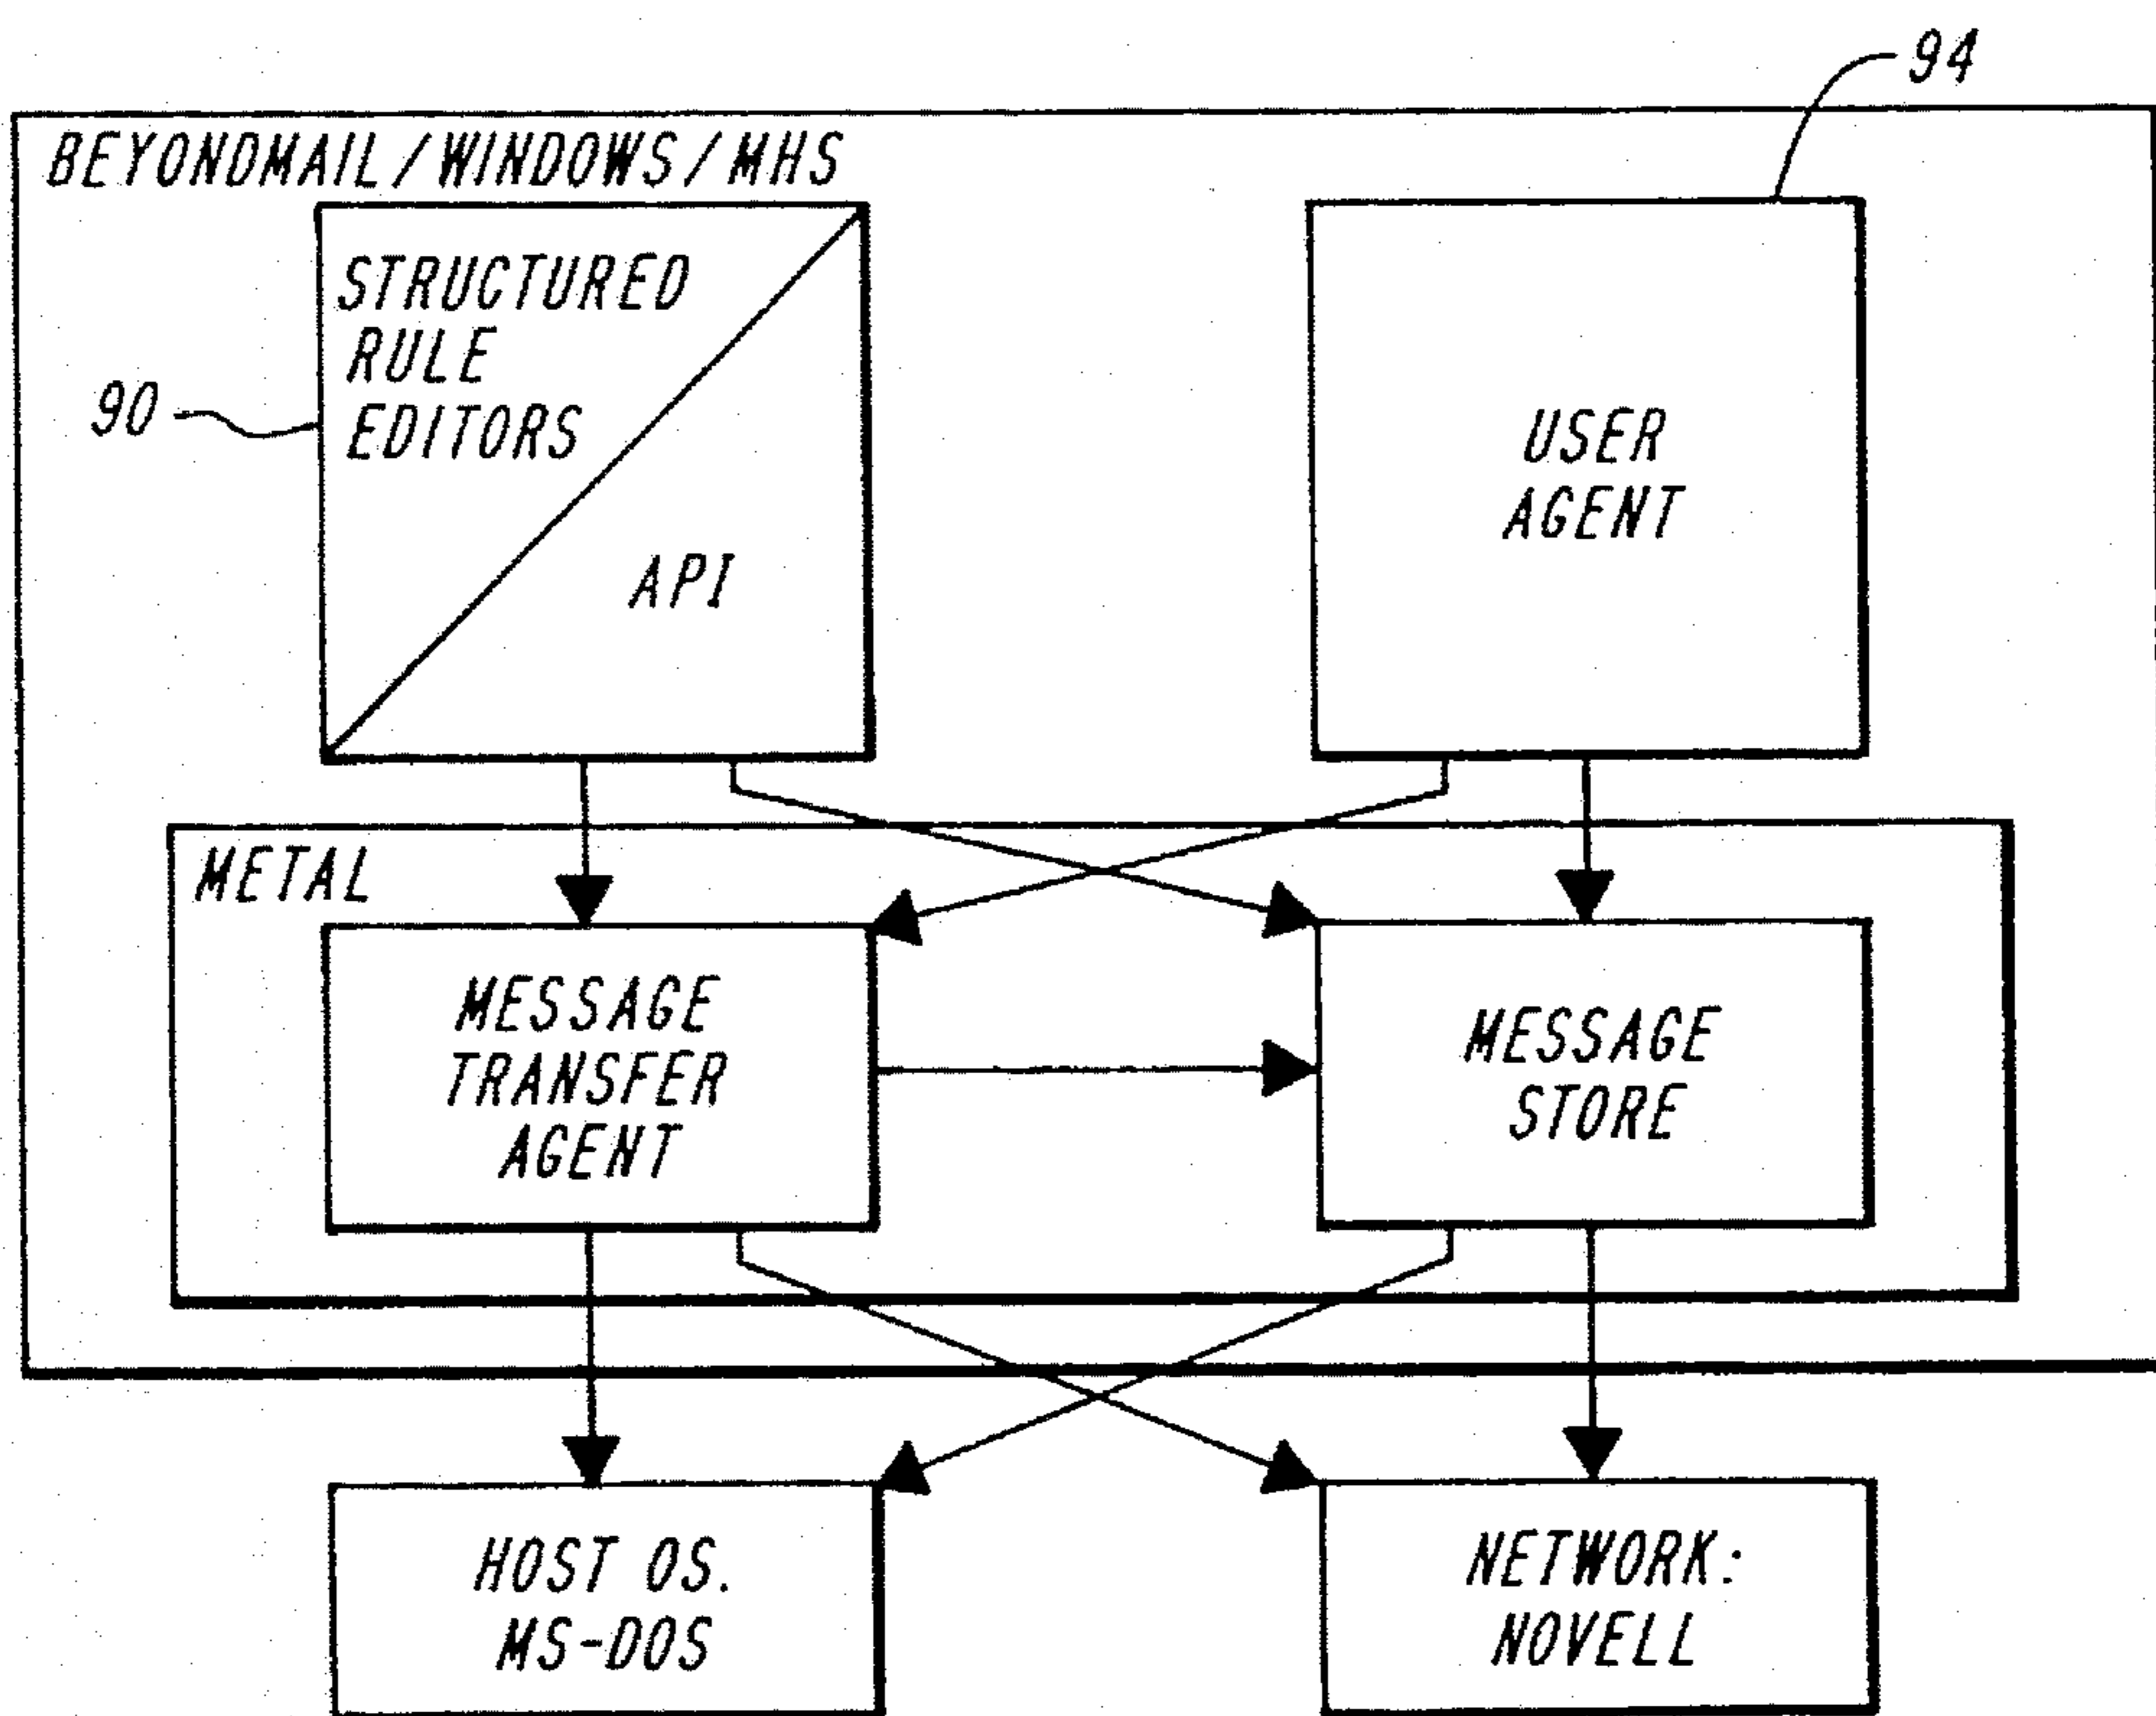 94
BEYONDMAIL/WINDOWS/MHS
STRUCTURED
RULE
EDITORS
90
API
USER
AGENT
METAL
MESSAGE
TRANSFER
AGENT
MESSAGE
STORE
HOST OS.
MS-DOS
NETWORK:
NOVELL